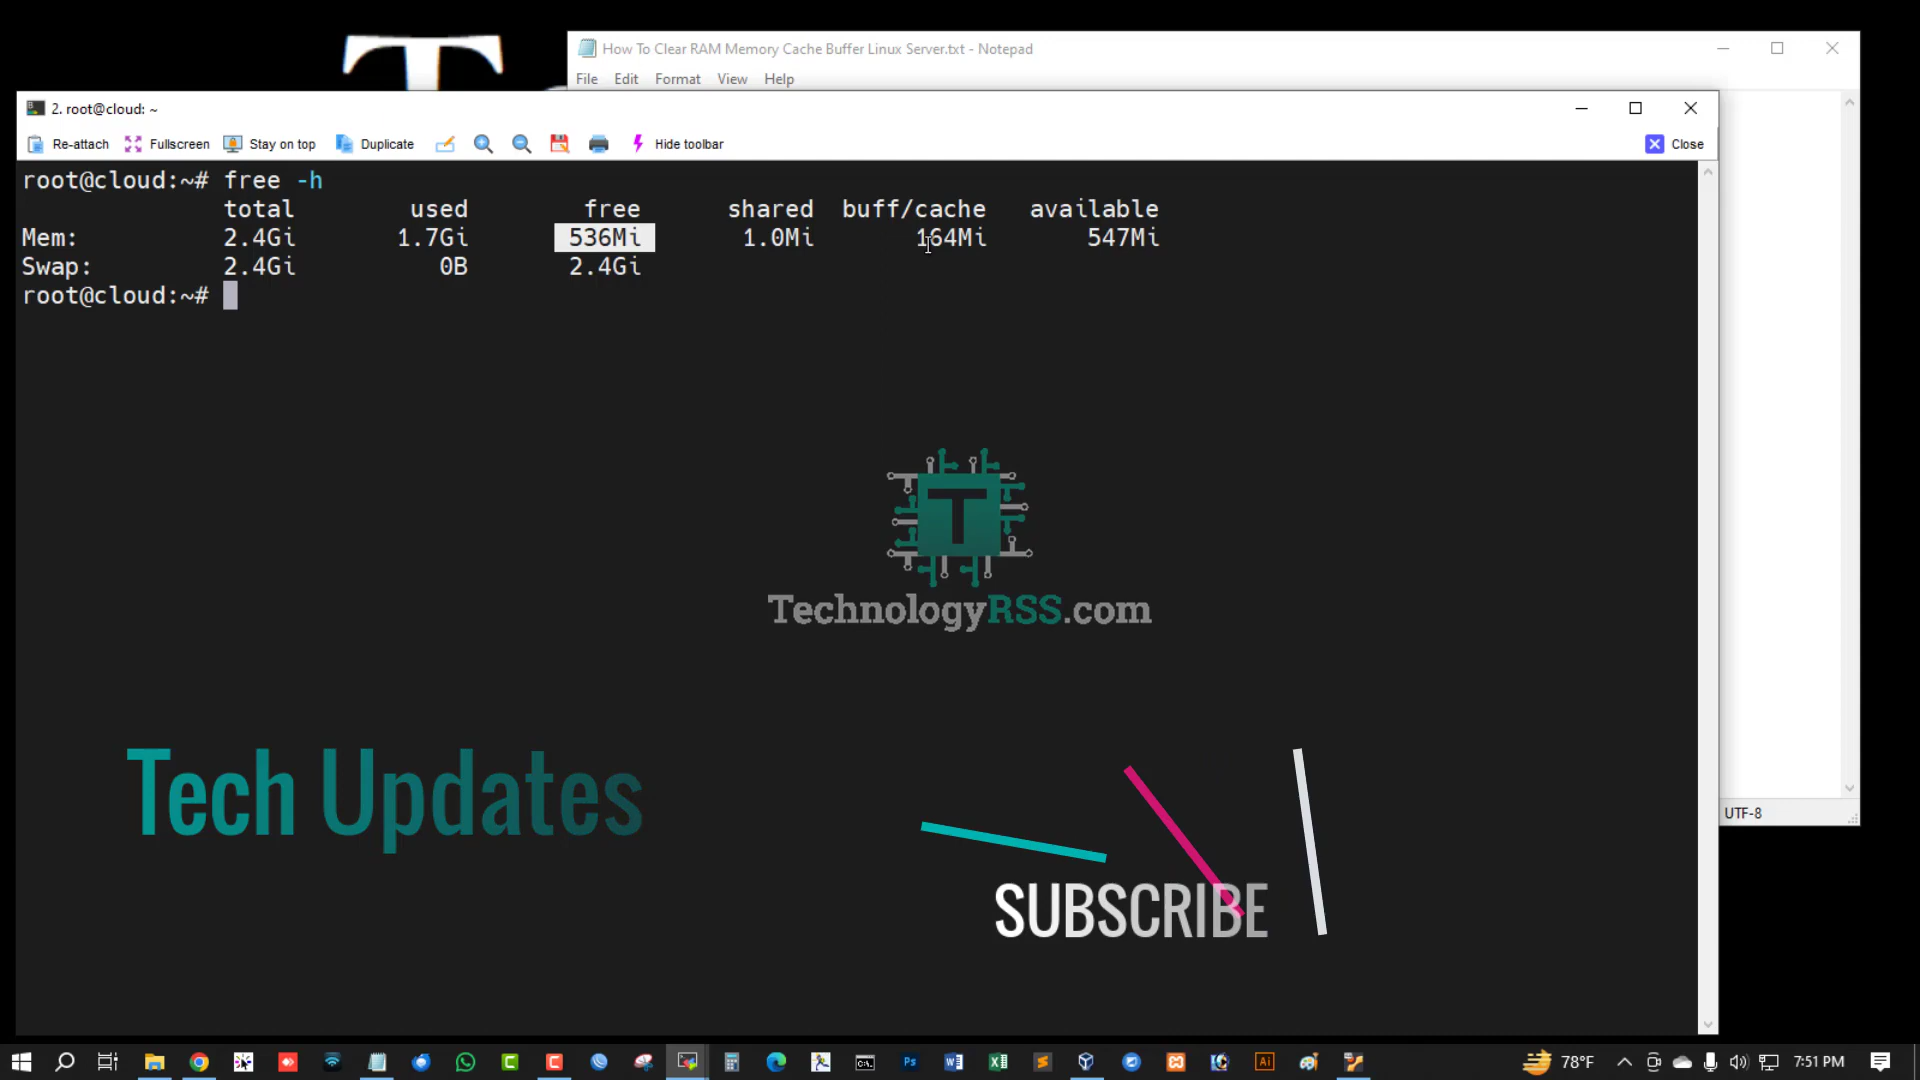 How To Clear RAM Memory Cache Buffer Linux Server.txt - Notepad
File Edit Format View Help
2. root@cloud: ~
Re-attach Fullscreen Stay on top Duplicate Hide toolbar Close
root@cloud:~# free -h
total used free shared buff/cache available
Mem: 2.4Gi 1.7Gi 536Mi 1.0Mi 164Mi 547Mi
Swap: 2.4Gi 0B 2.4Gi
root@cloud:~#
T
TechnologyRSS.com
Tech Updates
SUBSCRIBE
UTF-8
78°F 7:51 PM